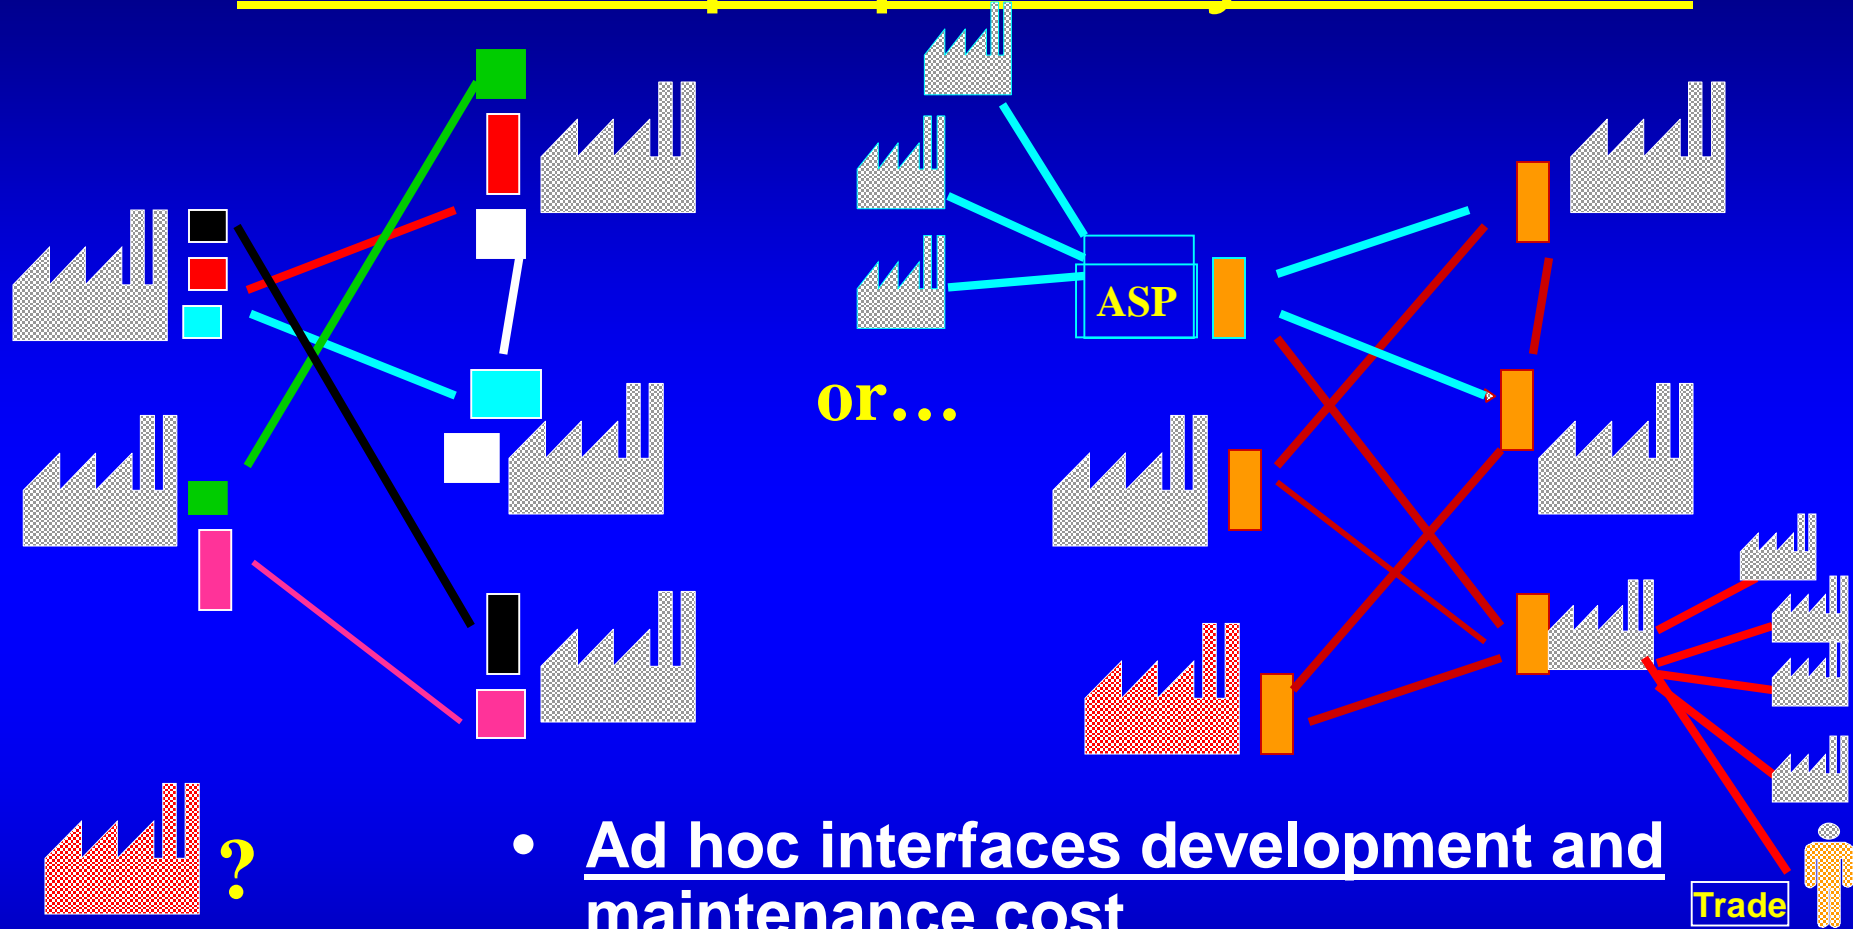 ASP
or…
?
• Ad hoc interfaces development and
maintenance cost
Trade